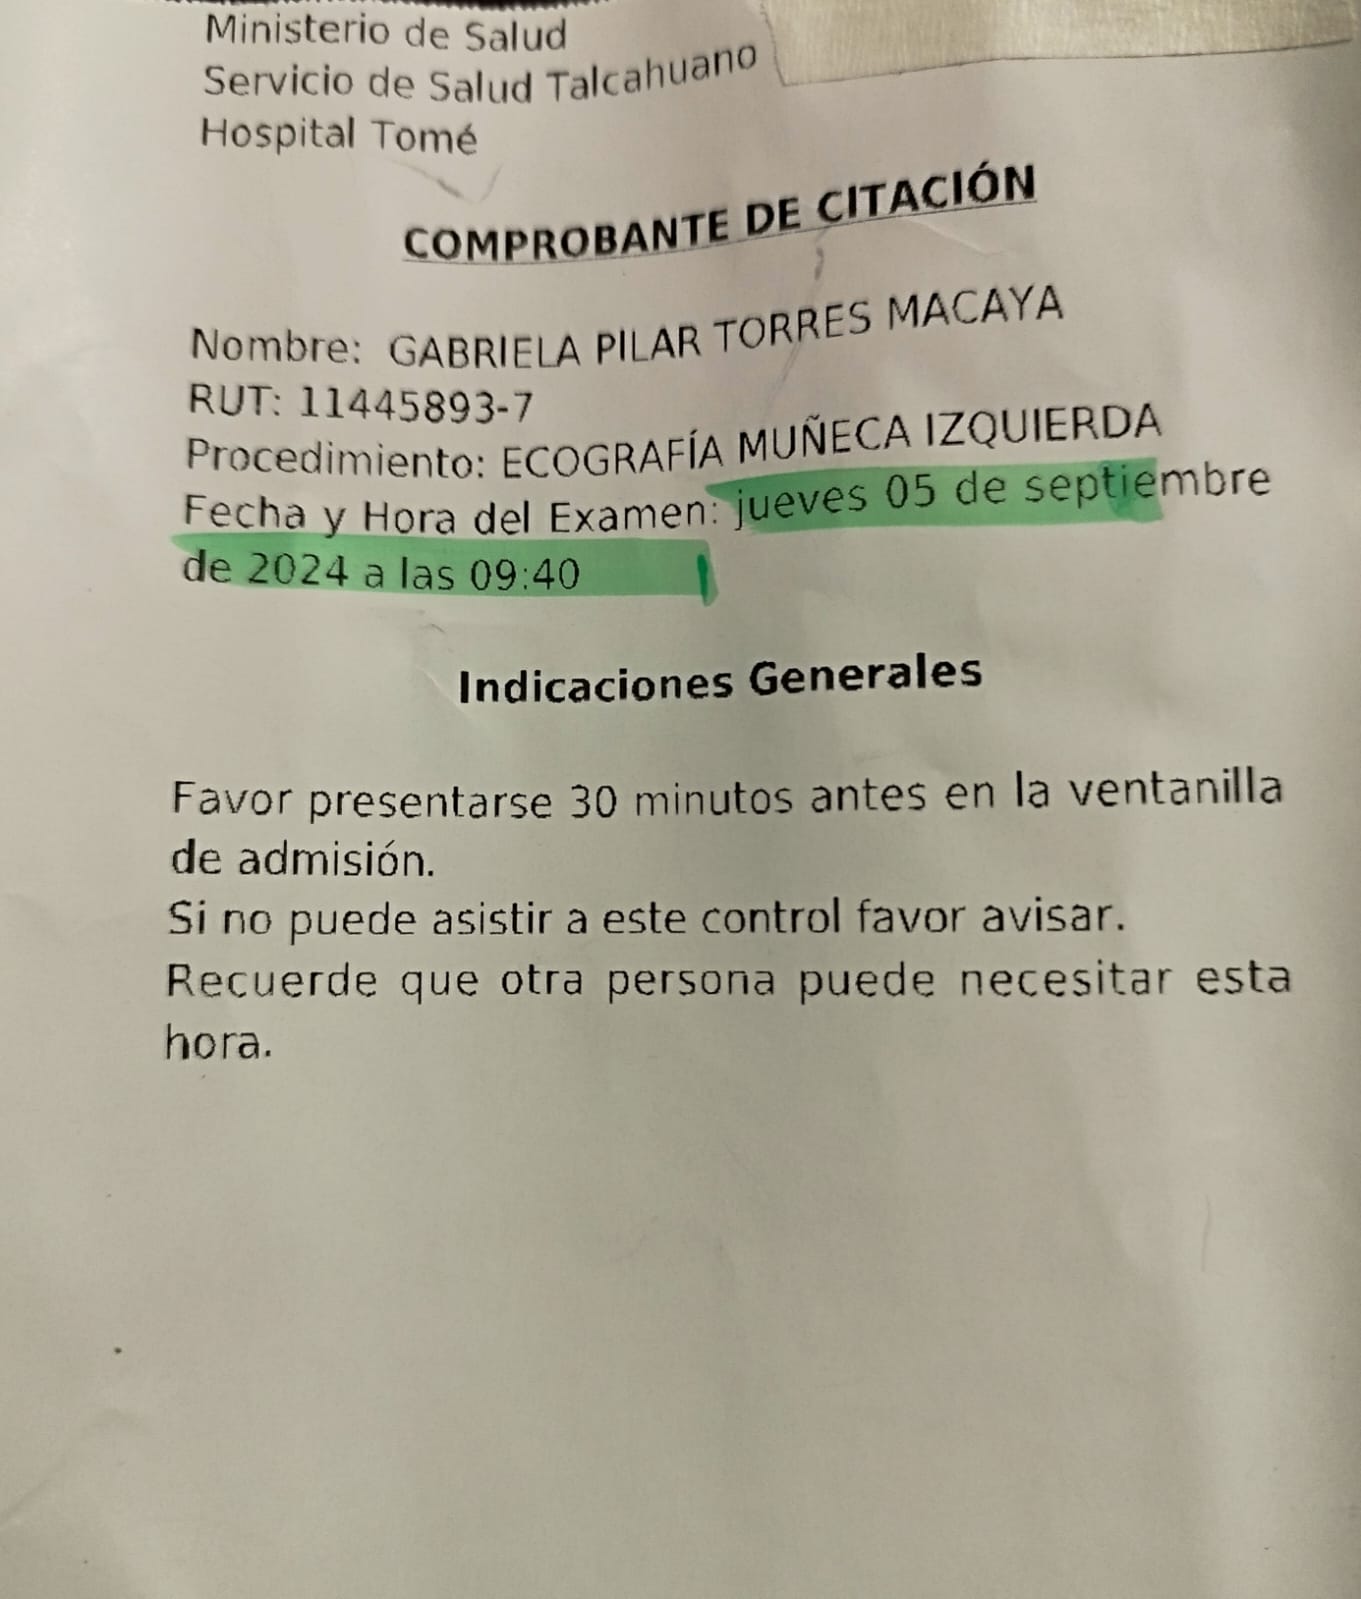 Ministerio de Salud
Servicio de Salud Talcahuano
Hospital Tomé
COMPROBANTE DE CITACIÓN
Nombre: GABRIELA PILAR TORRES MACAYA
RUT: 11445893-7
Procedimiento: ECOGRAFÍA MUÑECA IZQUIERDA
Fecha y Hora del Examen: jueves 05 de septiembre
de 2024 a las 09:40
Indicaciones Generales
Favor presentarse 30 minutos antes en la ventanilla
de admisión.
Si no puede asistir a este control favor avisar.
Recuerde que otra persona puede necesitar esta
hora.